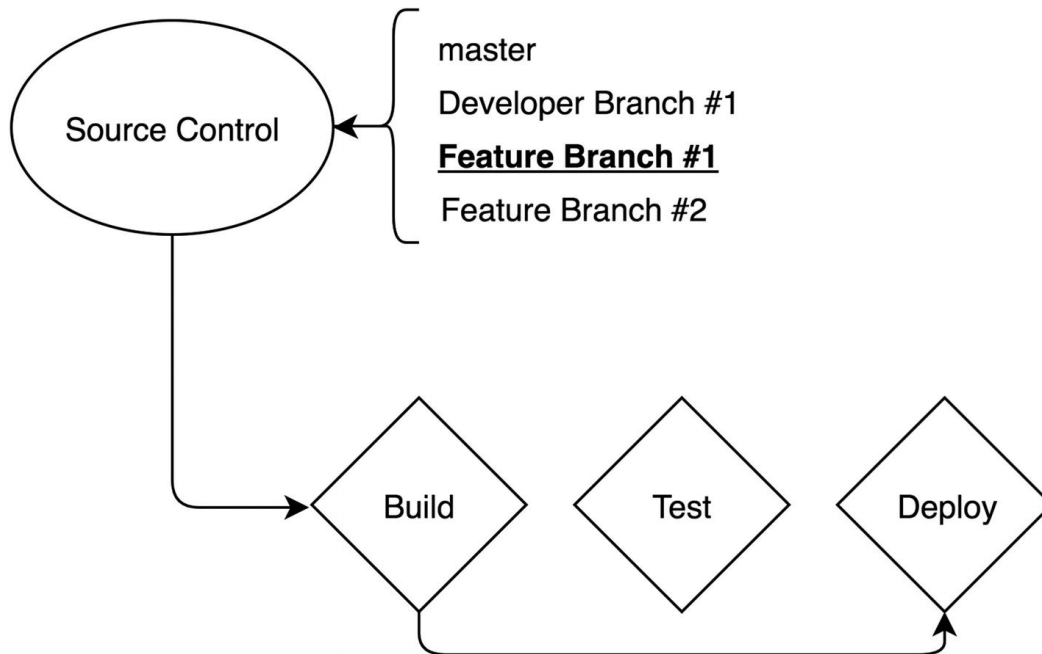 Source Control
master
Developer Branch #1
Feature Branch #1
Feature Branch #2
Build
Test
Deploy